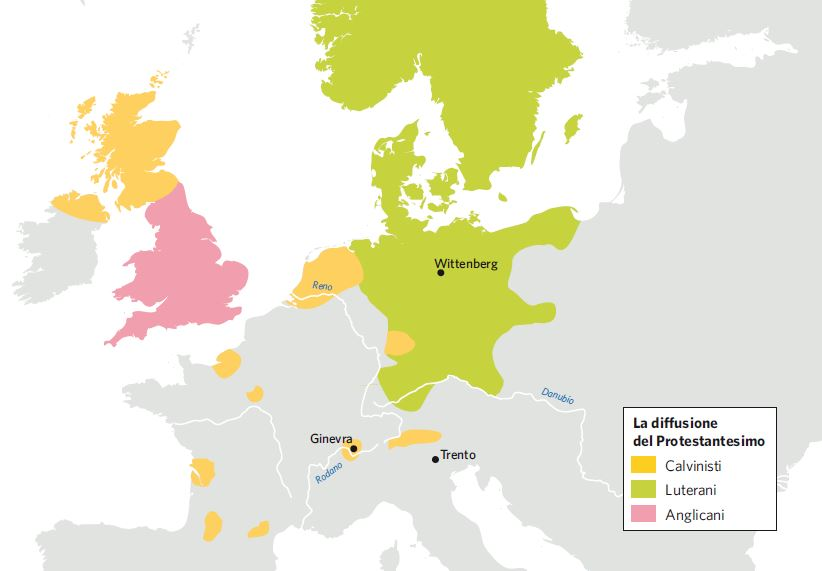 Wittenberg
Reno
Danubio
Ginevra
Trento
Rodano
La diffusione
del Protestantesimo
Calvinisti
Luterani
Anglicani